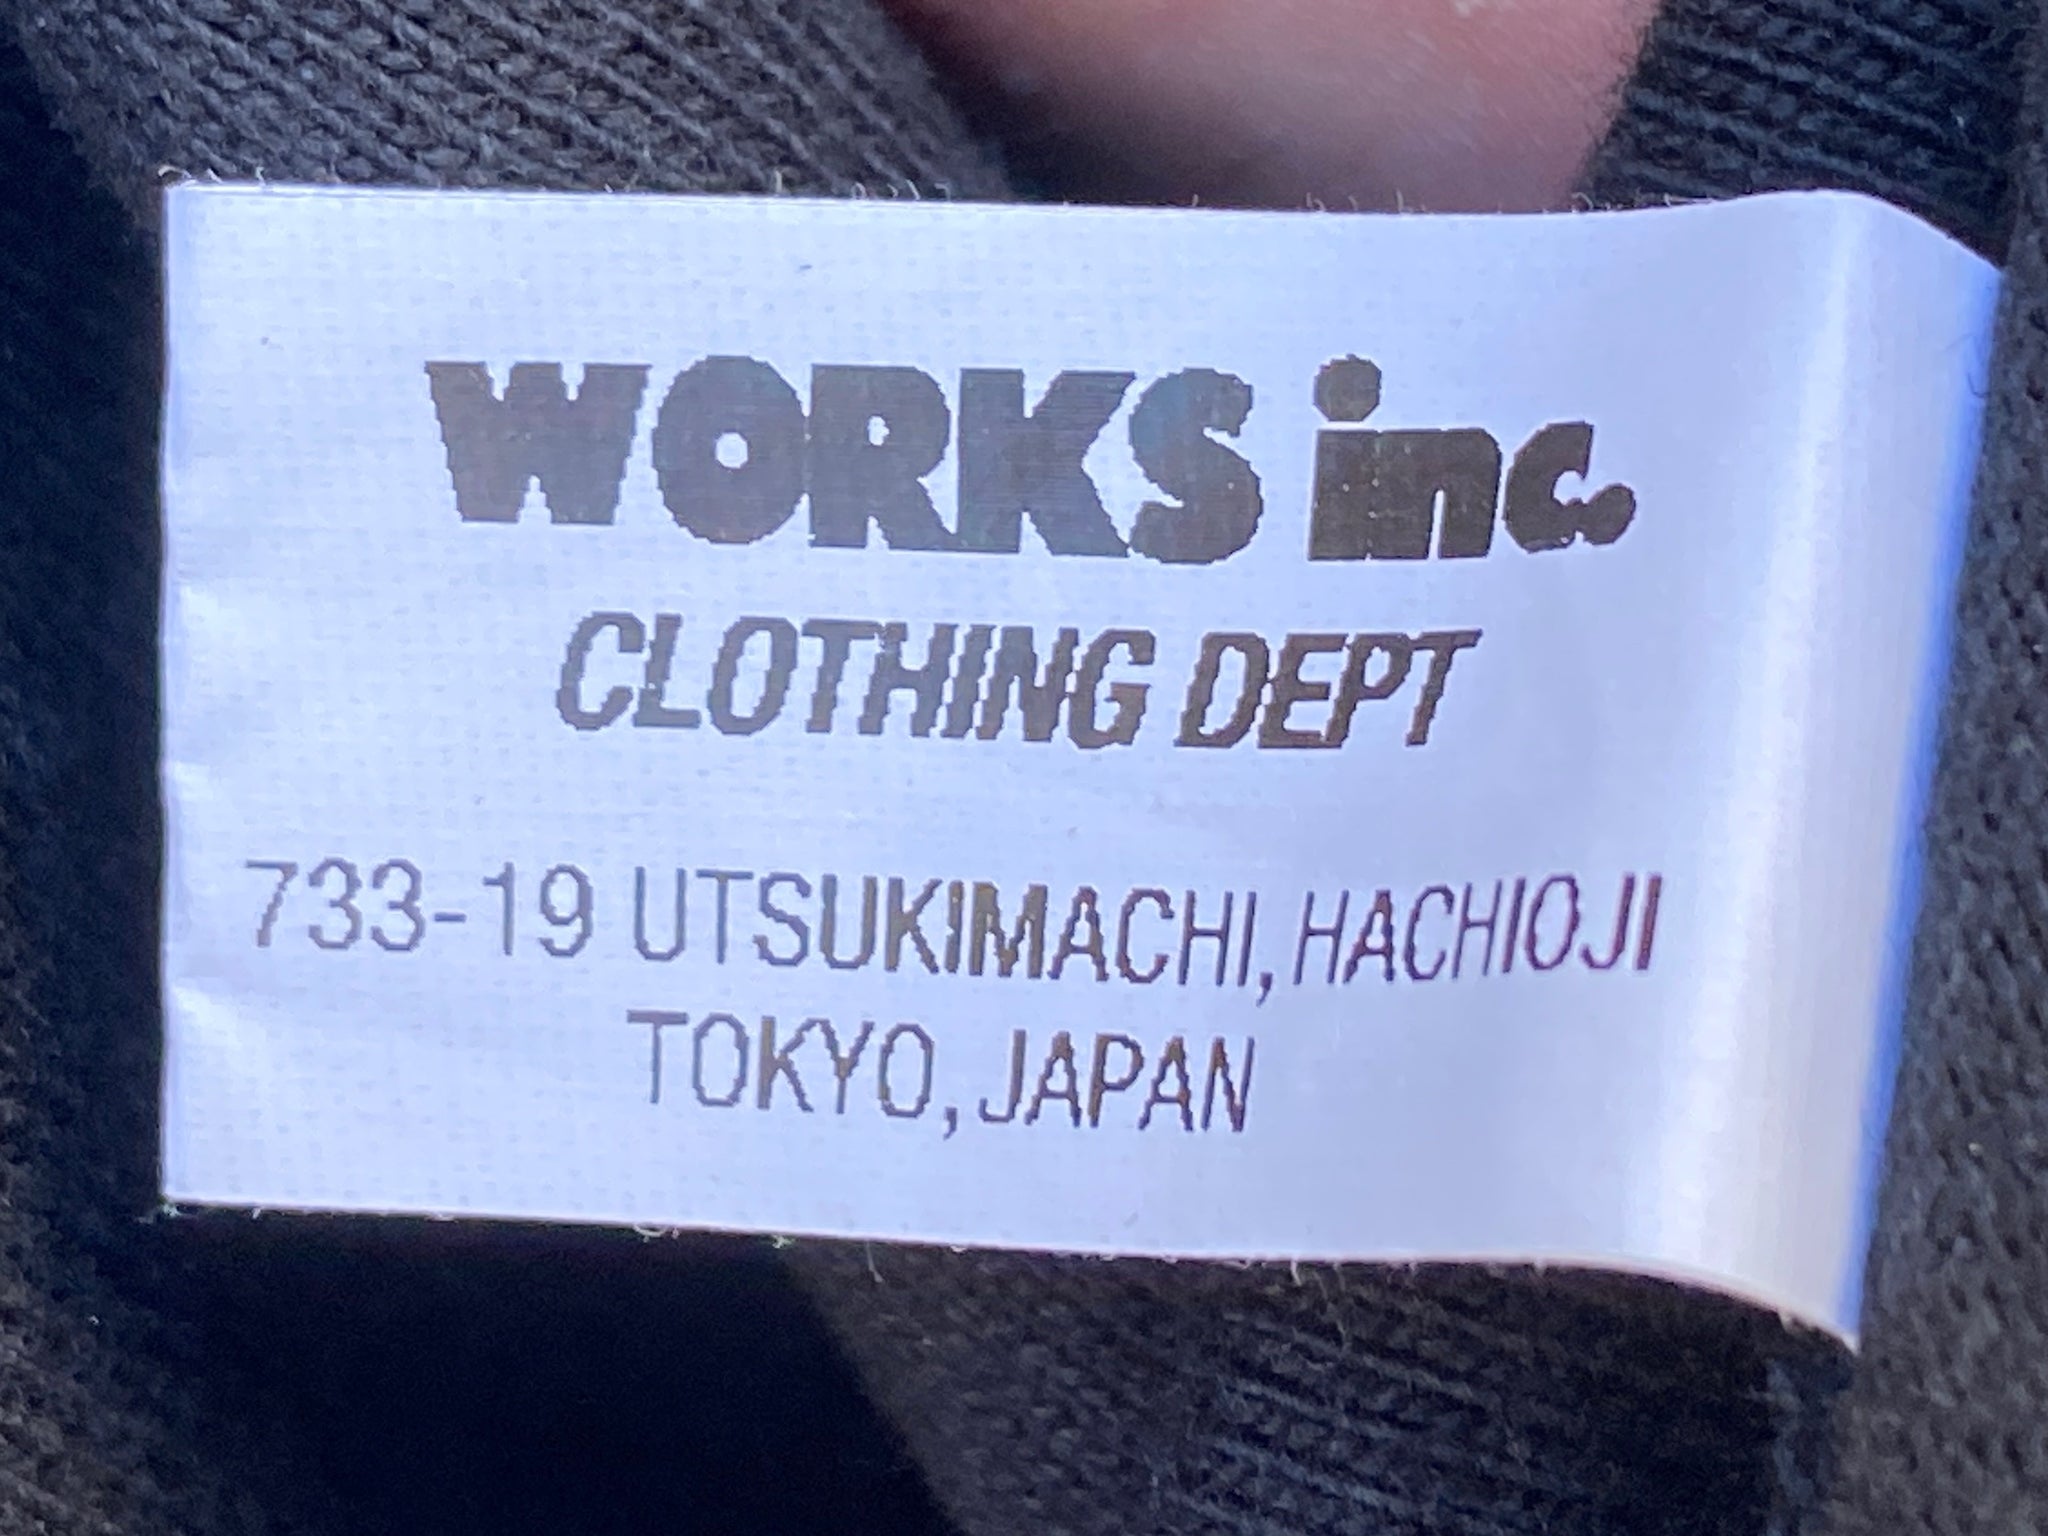 WORKS inc.
CLOTHING DEPT
733-19 UTSUKIMACHI, HACHIOJI
TOKYO, JAPAN